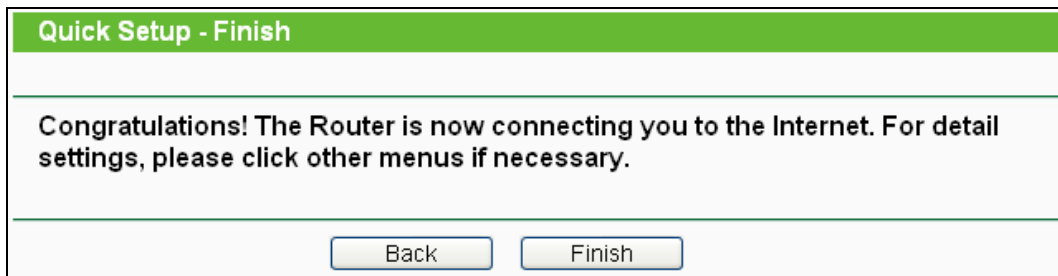 Quick Setup - Finish
Congratulations! The Router is now connecting you to the Internet. For detail
settings, please click other menus if necessary.
Back Finish